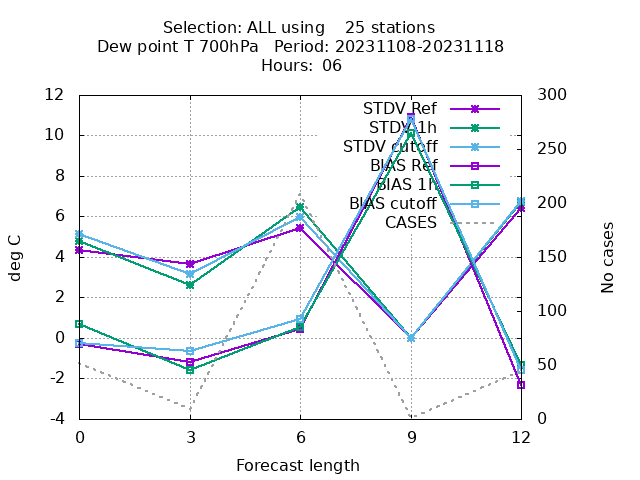 Selection: ALL using    25 stations
Dew point T 700hPa   Period: 20231108-20231118
Hours:  06
12
10
8
6
4
2
0
-2
-4
deg C
300
250
200
150
100
50
0
No cases
STDV Ref
STDV 1h
STDV cutoff
BIAS Ref
BIAS 1h
BIAS cutoff
CASES
0 3 6 9 12
Forecast length